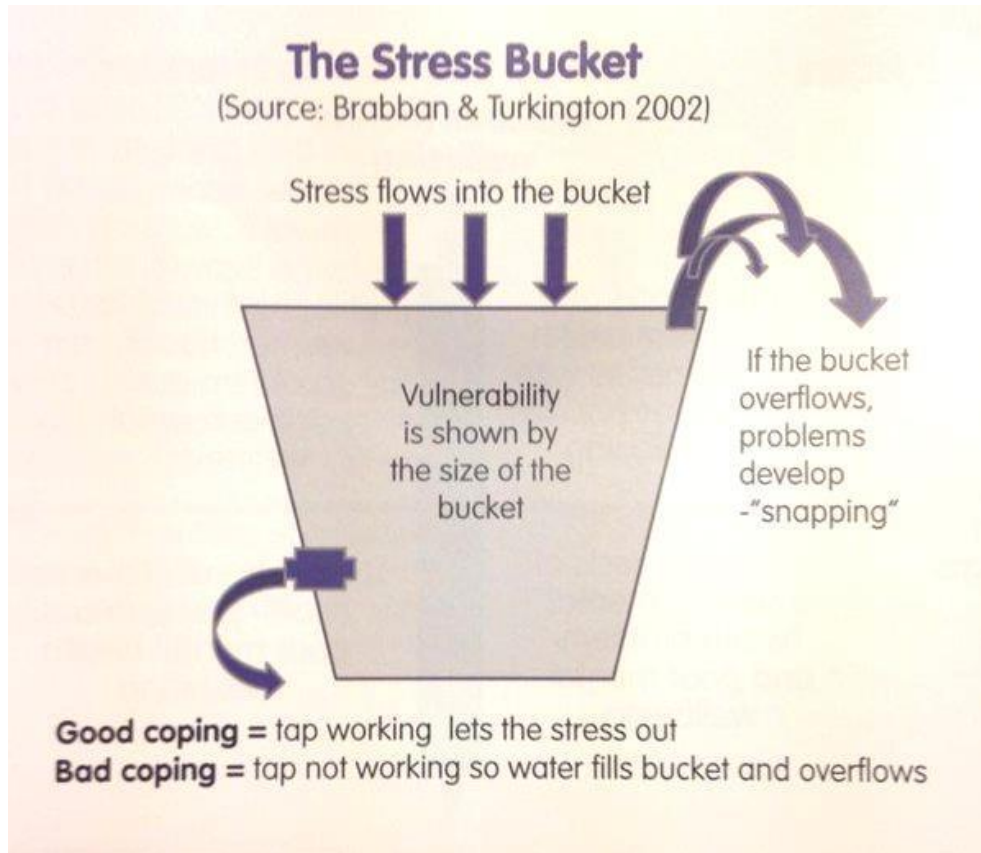 The Stress Bucket
(Source: Brabban & Turkington 2002)
Stress flows into the bucket
Vulnerability
is shown by
the size of the
bucket
If the bucket
overflows,
problems
develop
-"snapping"
Good coping = tap working lets the stress out
Bad coping = tap not working so water fills bucket and overflows